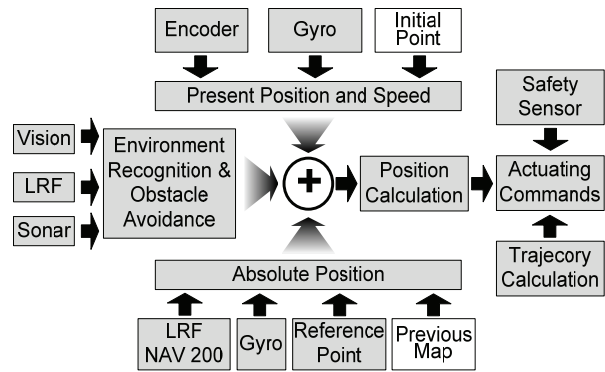 Encoder
Gyro
Initial
Point
Present Position and Speed
Safety
Sensor
Vision
LRF
Sonar
Environment
Recognition &
Obstacle
Avoidance
+
Position
Calculation
Actuating
Commands
Absolute Position
Trajecory
Calculation
LRF
NAV 200
Gyro
Reference
Point
Previous
Map